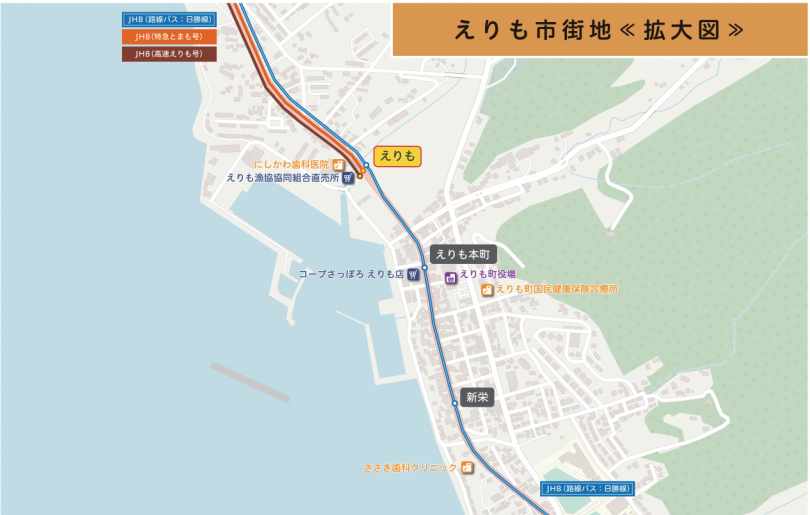 JHB（路線バス：日勝線）
JHB(特急とまも号)
JHB(高速えりも号)
えりも市街地≪拡大図≫
えりも
にしかわ歯科医院
えりも漁協協同組合直売所
えりも本町
コープさっぽろ えりも店
えりも町役場
えりも町国民健康保険診療所
新栄
ささき歯科クリニック
JHB（路線バス：日勝線）